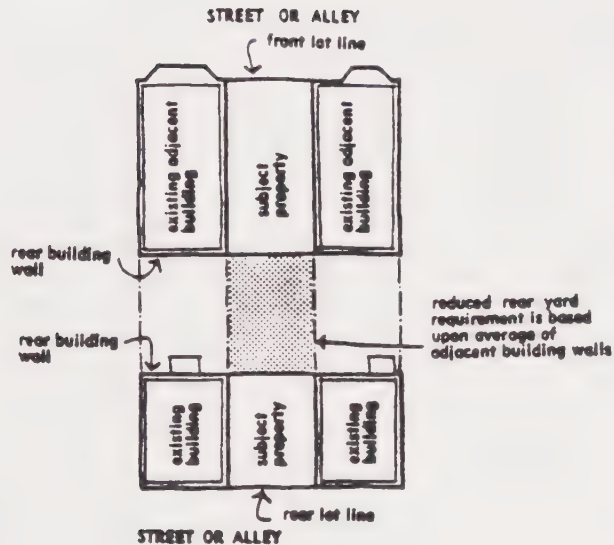 STREET OR ALLEY
front lot line
existing adjacent
building
subject
property
existing adjacent
building
rear building
wall
rear building
wall
reduced rear yard
requirement is based
upon average of
adjacent building walls
existing
building
subject
property
existing
building
rear lot line
STREET OR ALLEY